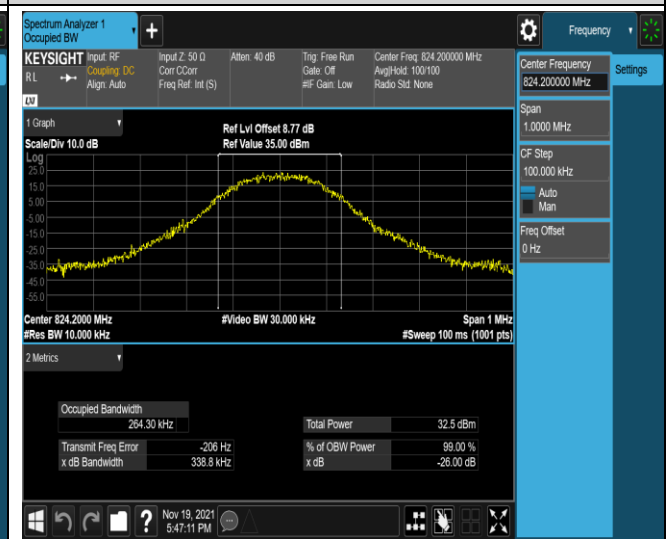 Spectrum Analyzer 1
Occupied BW
+
Frequency
KEYSIGHT
R L
LXI
Input: RF
Coupling: DC
Align: Auto
Input Z: 50 Ω
Corr CCorr
Freq Ref: Int (S)
Atten: 40 dB
Trig: Free Run
Gate: Off
#IF Gain: Low
Center Freq: 824.200000 MHz
Avg|Hold: 100/100
Radio Std: None
Center Frequency
824.200000 MHz
Settings
Span
1.0000 MHz
CF Step
100.000 kHz
Auto
Man
Freq Offset
0 Hz
1 Graph
Scale/Div 10.0 dB
Ref Lvl Offset 8.77 dB
Ref Value 35.00 dBm
Log
25.0
15.0
5.00
-5.00
-15.0
-25.0
-35.0
-45.0
-55.0
Center 824.2000 MHz
#Video BW 30.000 kHz
Span 1 MHz
#Res BW 10.000 kHz
#Sweep 100 ms (1001 pts)
2 Metrics
Occupied Bandwidth
264.30 kHz
Total Power 32.5 dBm
Transmit Freq Error -206 Hz
% of OBW Power 99.00 %
x dB Bandwidth 338.8 kHz
x dB -26.00 dB
?
Nov 19, 2021
5:47:11 PM